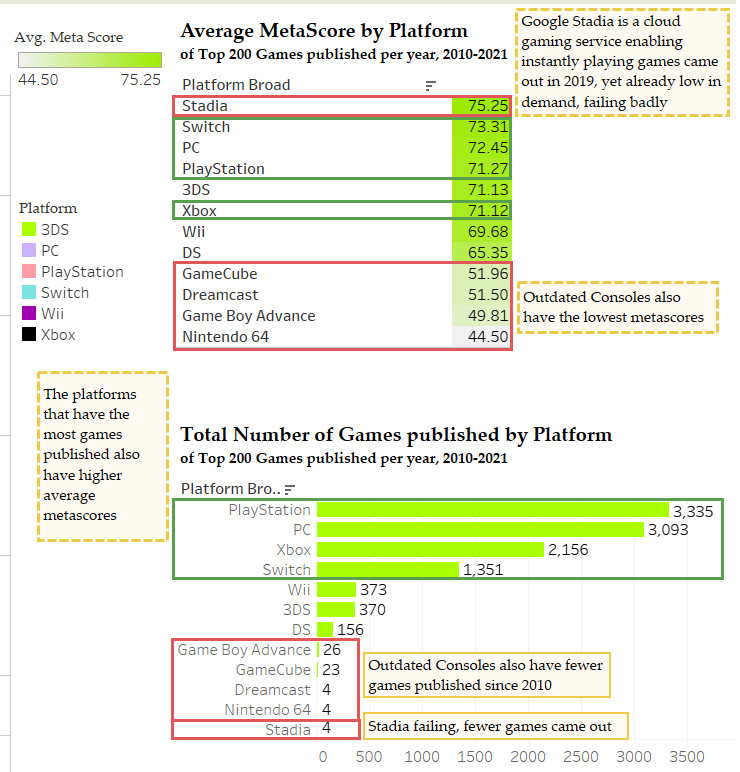 Avg. Meta Score
44.50 75.25
Platform
3DS
PC
PlayStation
Switch
Wii
Xbox
Average MetaScore by Platform
of Top 200 Games published per year, 2010-2021
Platform Broad
Stadia 75.25
Switch 73.31
PC 72.45
PlayStation 71.27
3DS 71.13
Xbox 71.12
Wii 69.68
DS 65.35
GameCube 51.96
Dreamcast 51.50
Game Boy Advance 49.81
Nintendo 64 44.50
Google Stadia is a cloud
gaming service enabling
instantly playing games came
out in 2019, yet already low in
demand, failing badly
Outdated Consoles also
have the lowest metascores
The platforms
that have the
most games
published also
have higher
average
metascores
Total Number of Games published by Platform
of Top 200 Games published per year, 2010-2021
Platform Bro..
PlayStation 3,335
PC 3,093
Xbox 2,156
Switch 1,351
Wii 373
3DS 370
DS 156
Game Boy Advance 26
GameCube 23
Dreamcast 4
Nintendo 64 4
Stadia 4
Outdated Consoles also have fewer
games published since 2010
Stadia failing, fewer games came out
0 500 1000 1500 2000 2500 3000 3500